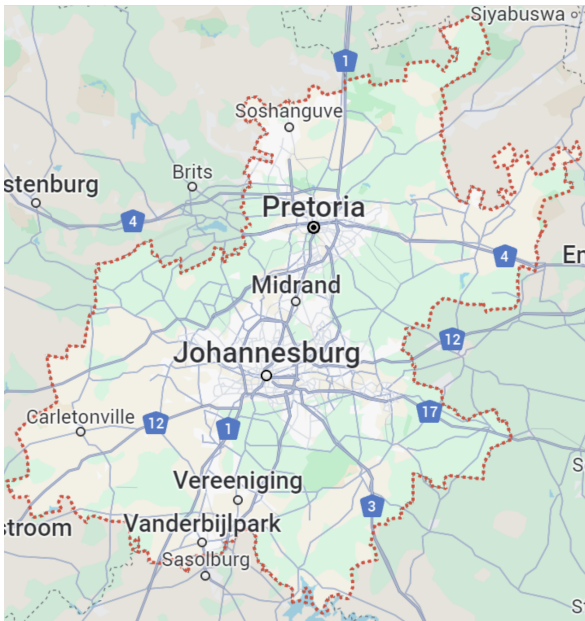 Siyabuswa
1
Soshanguve
Brits
stenburg
Pretoria
4
4
En
Midrand
12
Johannesburg
17
Carletonville
12
1
S
Vereeniging
3
stroom
Vanderbijlpark
Sasolburg
S